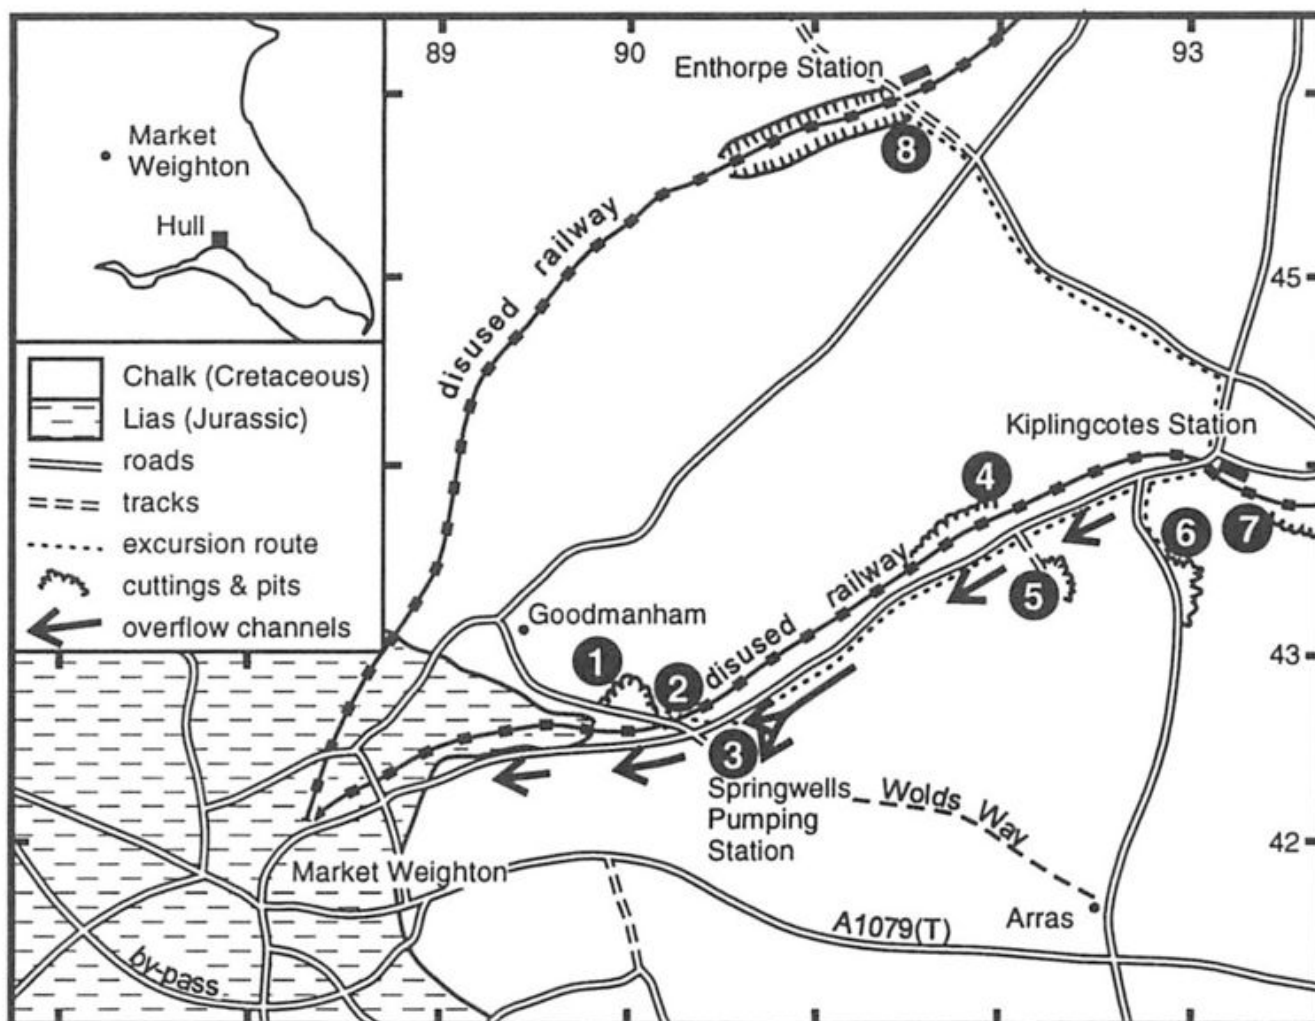 89
90
93
Enthorpe Station
Market
Weighton
Hull
8
disused railway
45
Chalk (Cretaceous)
Lias (Jurassic)
roads
tracks
excursion route
cuttings & pits
overflow channels
Kiplingcotes Station
4
6
7
5
disused railway
Goodmanham
1
2
43
3
Springwells
Pumping
Station
Wolds Way
42
Market Weighton
Arras
A1079(T)
by-pass